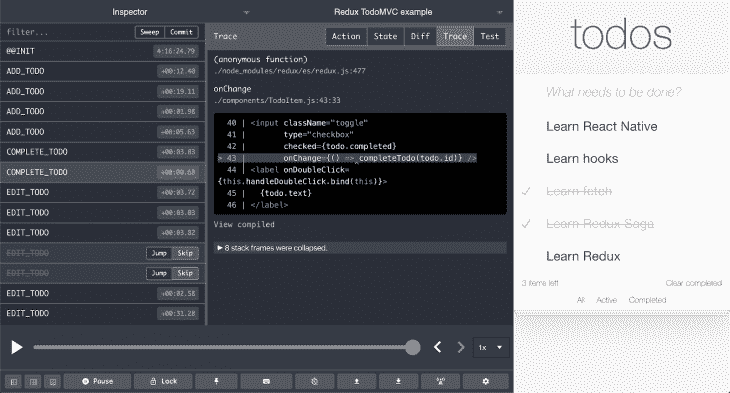 Inspector
Redux TodoMVC example
filter...
Sweep
Commit
@@INIT
4:16:24.79
ADD_TODO
+00:12.40
ADD_TODO
+00:19.11
ADD_TODO
+00:01.98
ADD_TODO
+00:05.63
COMPLETE_TODO
+00:03.03
COMPLETE_TODO
+00:00.68
EDIT_TODO
+00:03.72
EDIT_TODO
+00:03.03
EDIT_TODO
+00:03.82
EDIT_TODO
Jump
Skip
EDIT_TODO
Jump
Skip
EDIT_TODO
+00:02.58
EDIT_TODO
+00:31.28
Trace
Action
State
Diff
Trace
Test
(anonymous function)
./node_modules/redux/es/redux.js:477
onChange
./components/TodoItem.js:43:33
40 | <input className="toggle"
41 | type="checkbox"
42 | checked={todo.completed}
> 43 | onChange={() => completeTodo(todo.id)} />
44 | <label onDoubleClick=
{this.handleDoubleClick.bind(this)}>
45 | {todo.text}
46 | </label>
View compiled
▶ 8 stack frames were collapsed.
1x
Pause
Lock
todos
What needs to be done?
Learn React Native
Learn hooks
Learn fetch
Learn Redux Saga
Learn Redux
3 items left
Clear completed
All
Active
Completed